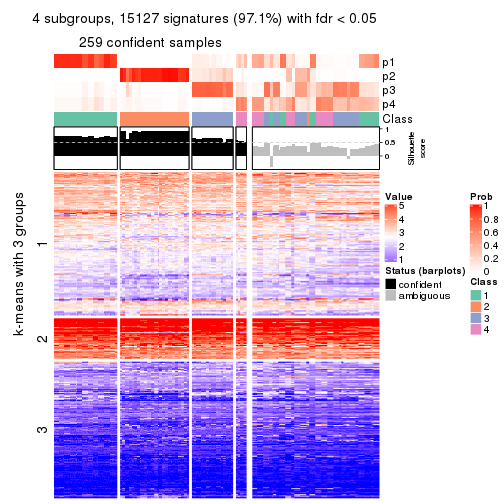 4 subgroups, 15127 signatures (97.1%) with fdr < 0.05
259 confident samples
p1
p2
p3
p4
Class
1
0.5
0
Silhouette
score
k-means with 3 groups
1
2
3
Value
5
4
3
2
1
Status (barplots)
confident
ambiguous
Prob
1
0.8
0.6
0.4
0.2
0
Class
1
2
3
4